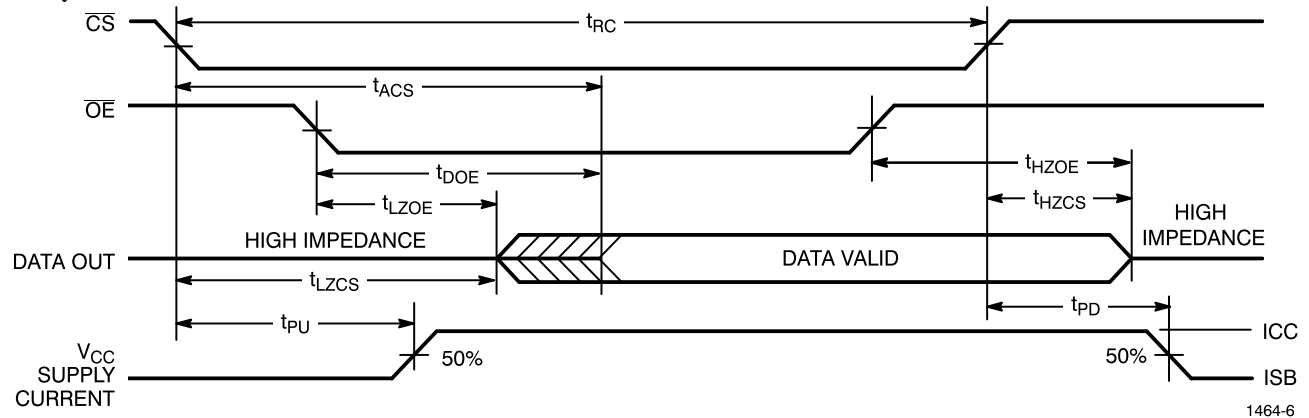 CS
tRC
tACS
OE
tDOE
tHZOE
tLZOE
tHZCS
HIGH IMPEDANCE
HIGH
IMPEDANCE
DATA OUT
DATA VALID
tLZCS
tPU
tPD
ICC
VCC
SUPPLY
CURRENT
50%
50%
ISB
1464-6